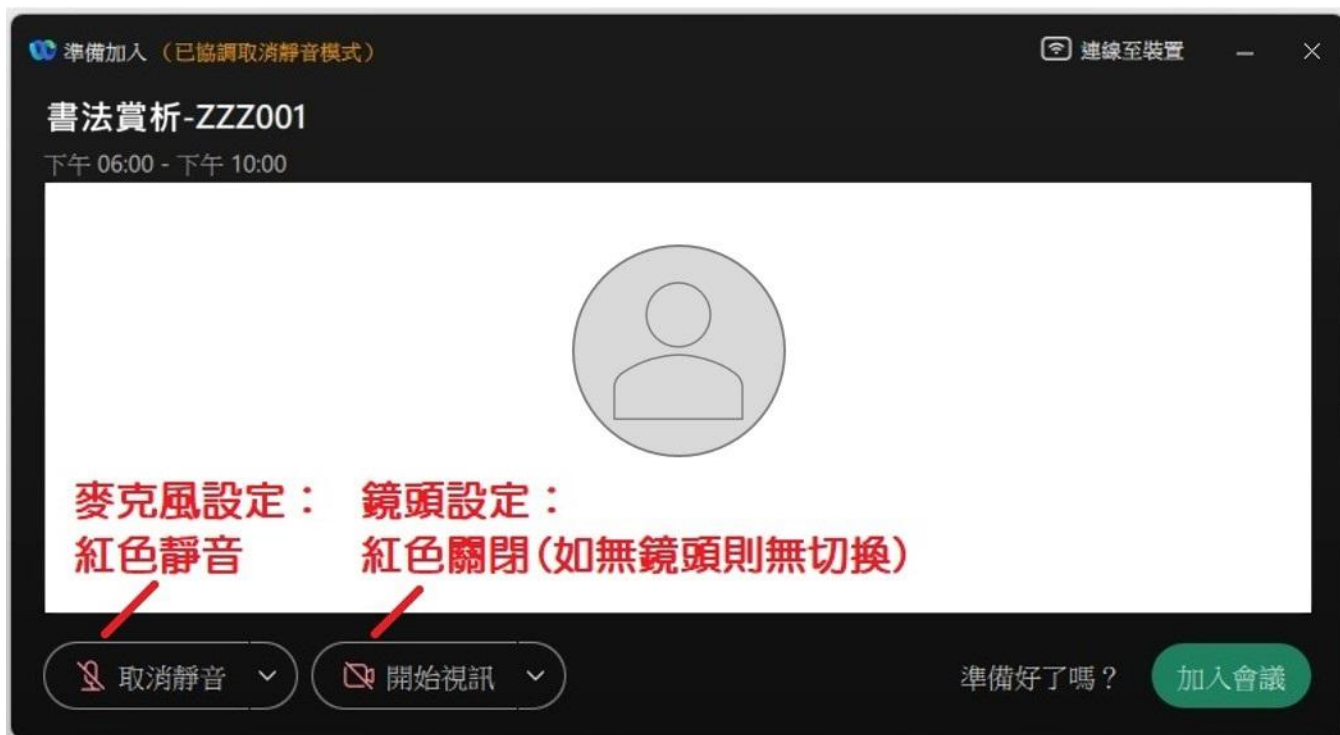 準備加入 (已協調取消靜音模式)
連線至裝置
書法賞析-ZZZ001
下午 06:00 - 下午 10:00
麥克風設定：
紅色靜音
鏡頭設定：
紅色關閉(如無鏡頭則無切換)
取消靜音
開始視訊
準備好了嗎？
加入會議